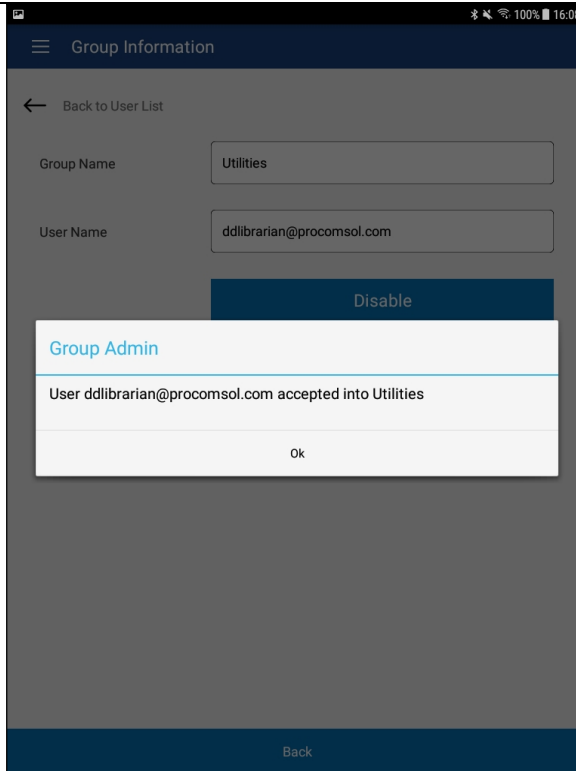 100% 16:08
Group Information
Back to User List
Group Name Utilities
User Name ddlibrarian@procomsol.com
Disable
Group Admin
User ddlibrarian@procomsol.com accepted into Utilities
Ok
Back